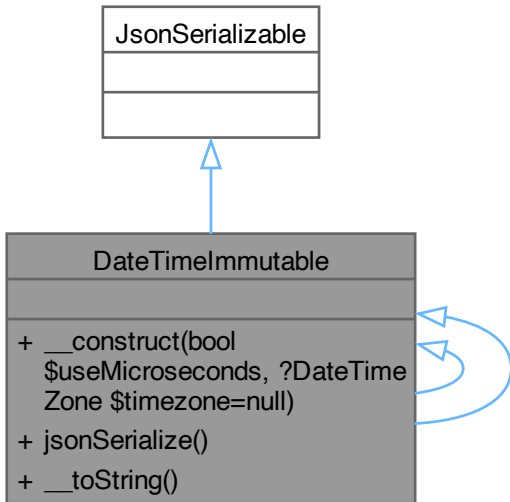 JsonSerializable
DateTimeImmutable
+ __construct(bool
$useMicroseconds, ?DateTime
Zone $timezone=null)
+ jsonSerialize()
+ __toString()